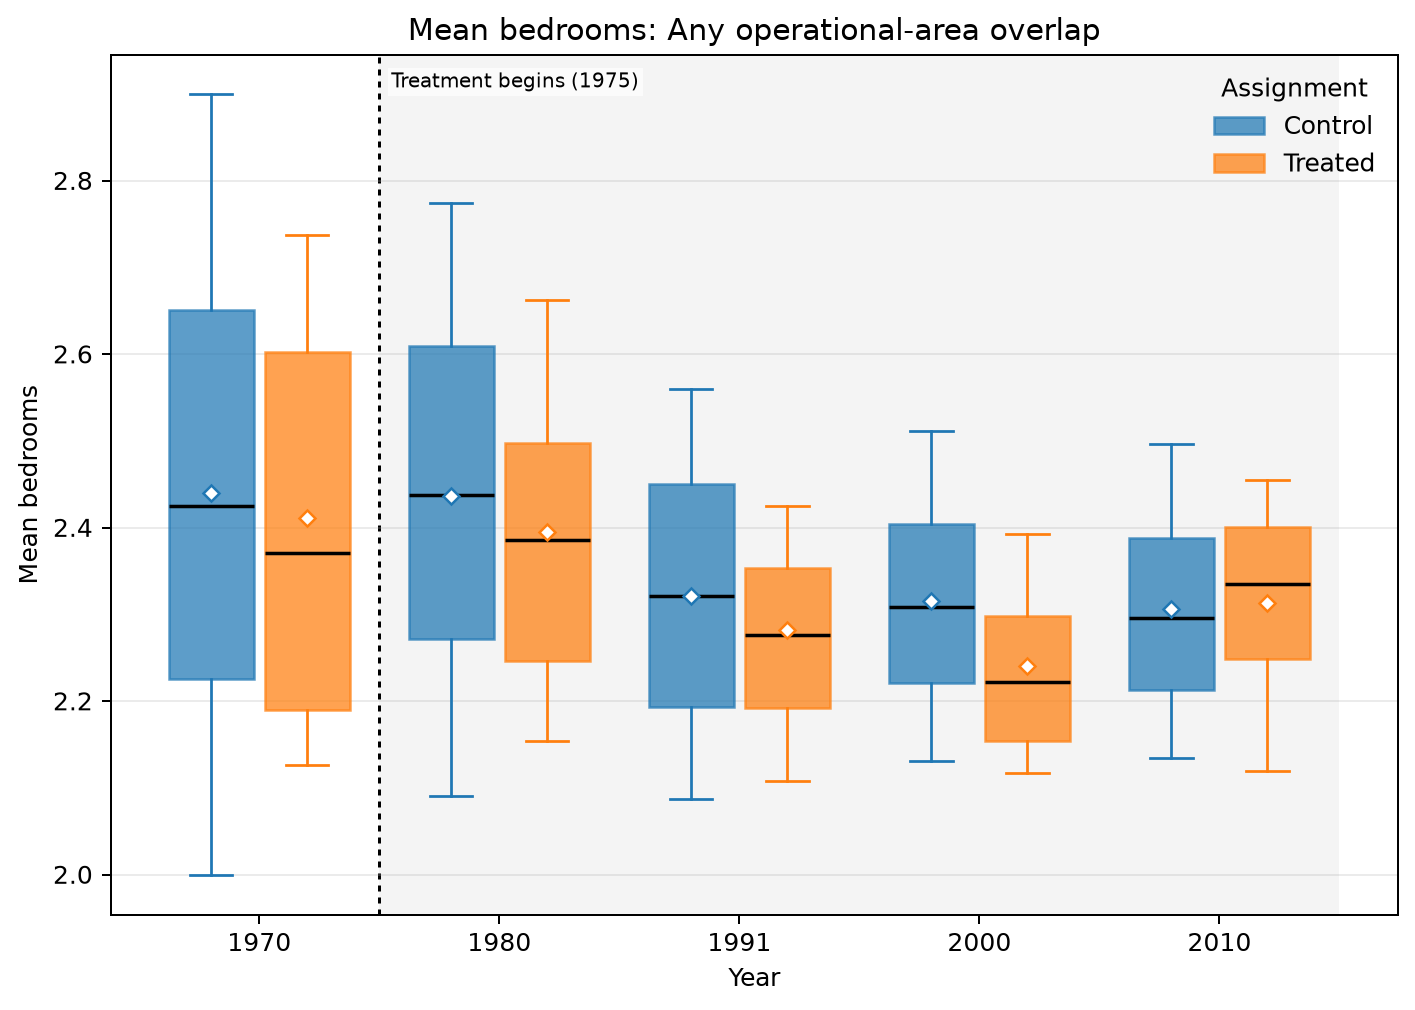 Mean bedrooms: Any operational-area overlap
Treatment begins (1975)
Assignment
Control
Treated
Mean bedrooms
2.8
2.6
2.4
2.2
2.0
1970 1980 1991 2000 2010
Year